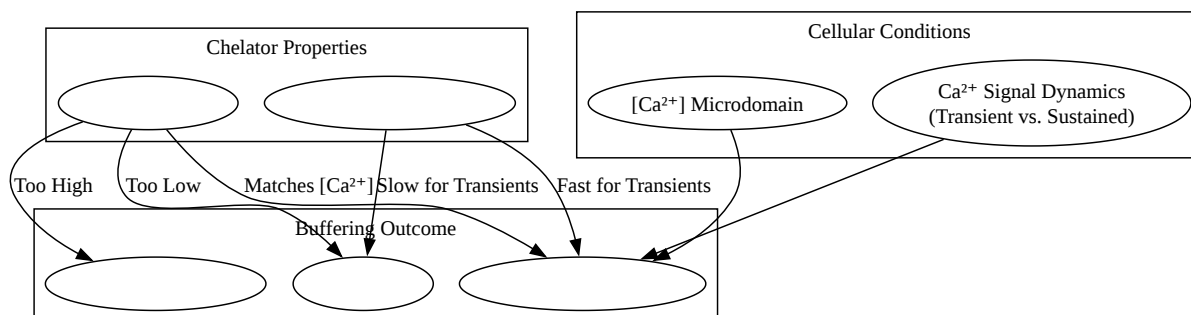 Chelator Properties
Cellular Conditions
[Ca²⁺] Microdomain
Ca²⁺ Signal Dynamics
(Transient vs. Sustained)
Too High
Too Low
Matches [Ca²⁺]
Slow for Transients
Fast for Transients
Buffering Outcome